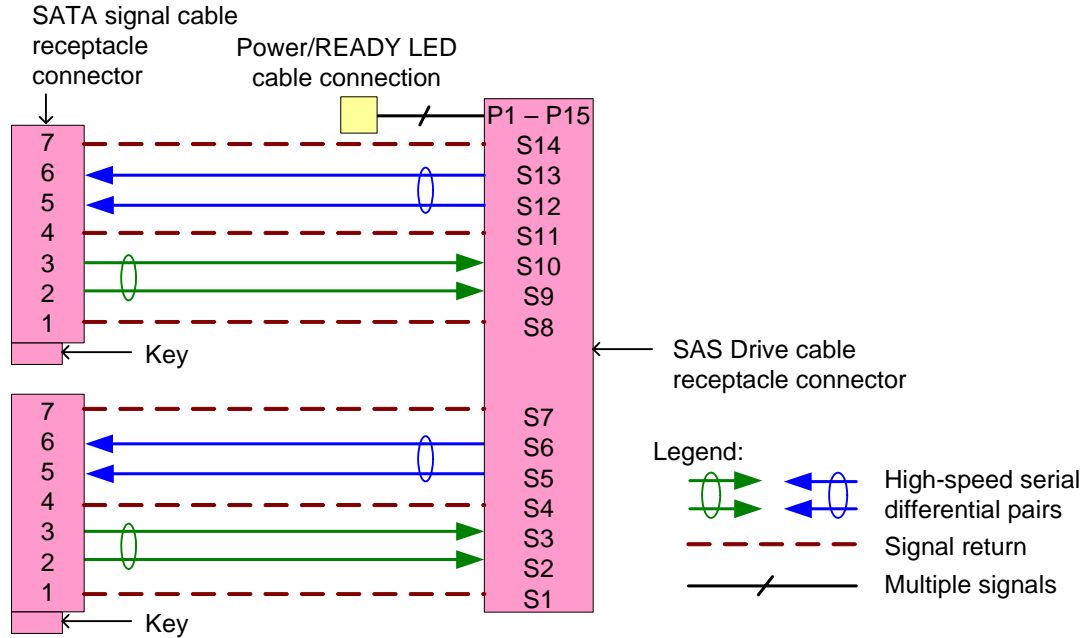 SATA signal cable
receptacle
connector
Power/READY LED
cable connection
P1 – P15
7
S14
6
S13
5
S12
4
S11
3
S10
2
S9
1
S8
Key
SAS Drive cable
receptacle connector
7
S7
6
S6
5
S5
4
S4
3
S3
2
S2
1
S1
Key
Legend:
High-speed serial
differential pairs
Signal return
Multiple signals